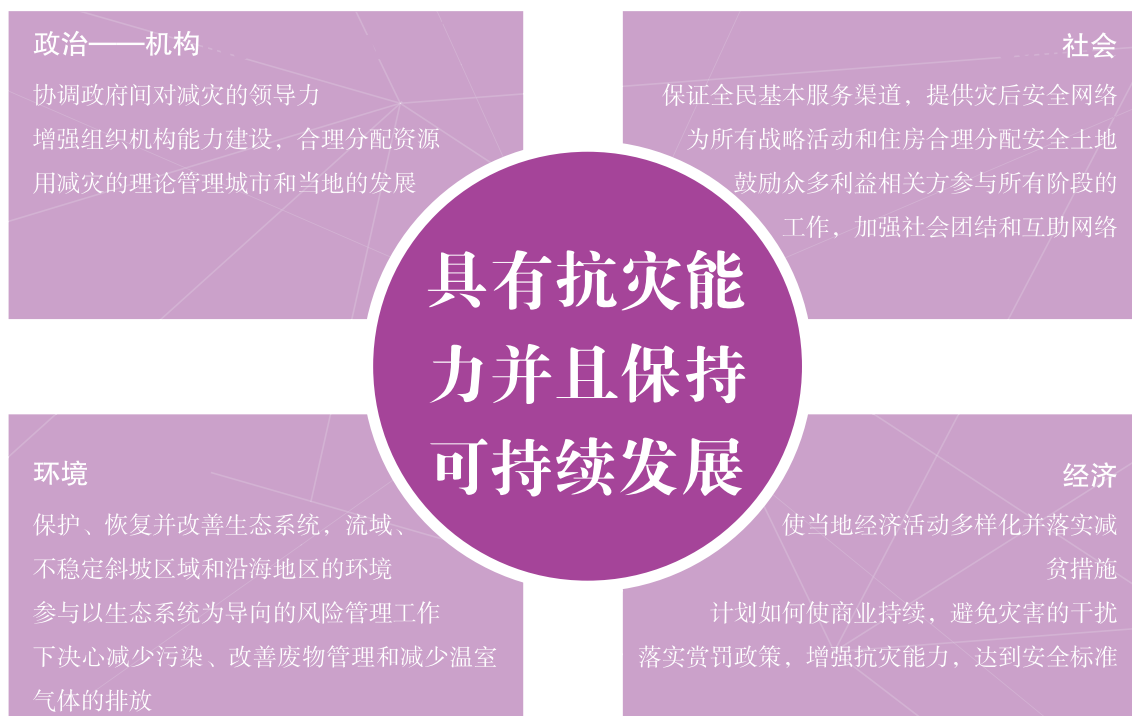 政治——机构
协调政府间对减灾的领导力
增强组织机构能力建设，合理分配资源
用减灾的理论管理城市和当地的发展
社会
保证全民基本服务渠道，提供灾后安全网络
为所有战略活动和住房合理分配安全土地
鼓励众多利益相关方参与所有阶段的
工作，加强社会团结和互助网络
具有抗灾能
力并且保持
可持续发展
环境
保护、恢复并改善生态系统，流域、
不稳定斜坡区域和沿海地区的环境
参与以生态系统为导向的风险管理工作
下决心减少污染、改善废物管理和减少温室
气体的排放
经济
使当地经济活动多样化并落实减
贫措施
计划如何使商业持续，避免灾害的干扰
落实赏罚政策，增强抗灾能力，达到安全标准